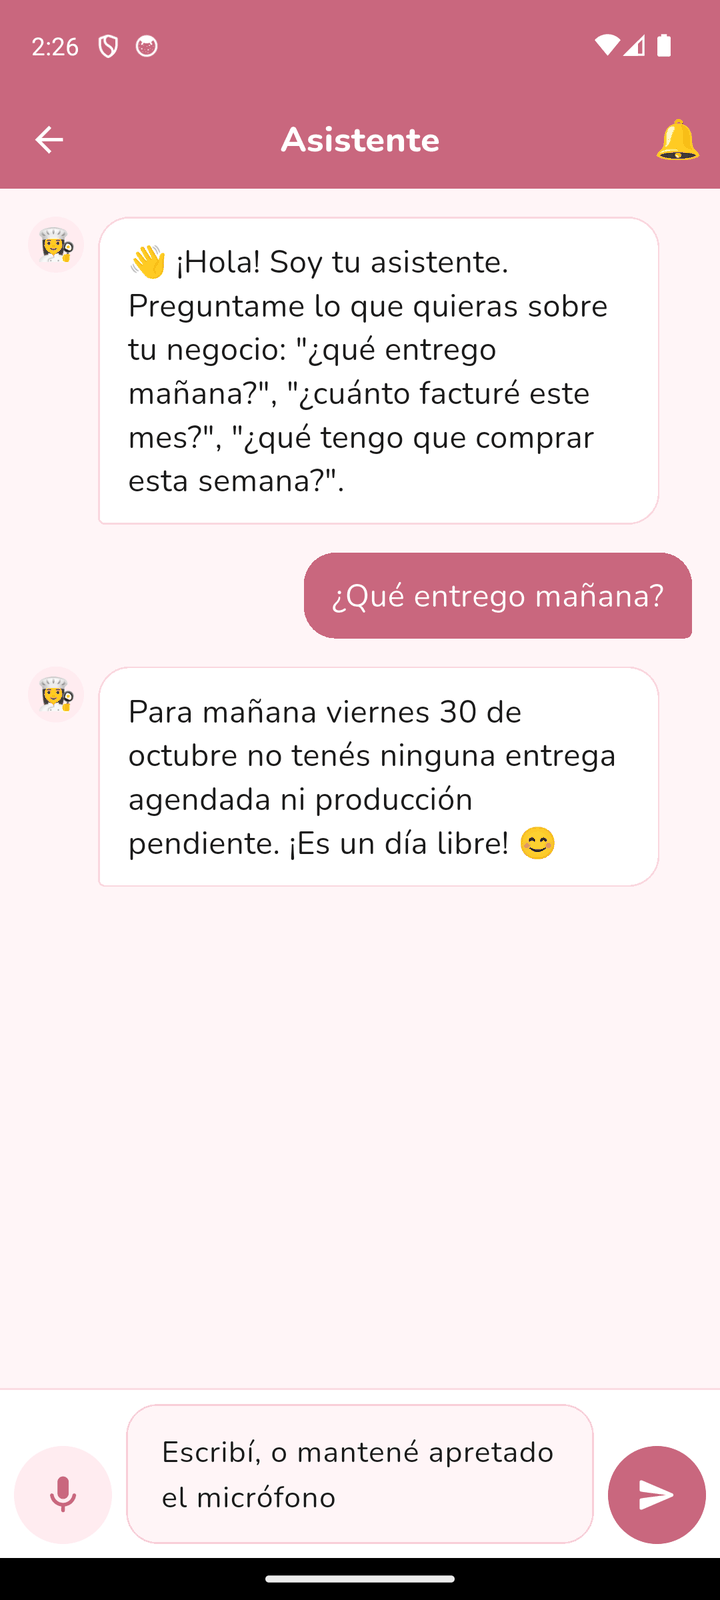 2:26
Asistente
👋 ¡Hola! Soy tu asistente.
Preguntame lo que quieras sobre
tu negocio: "¿qué entrego
mañana?", "¿cuánto facturé este
mes?", "¿qué tengo que comprar
esta semana?".
¿Qué entrego mañana?
Para mañana viernes 30 de
octubre no tenés ninguna entrega
agendada ni producción
pendiente. ¡Es un día libre! 😊
Escribí, o mantené apretado
el micrófono